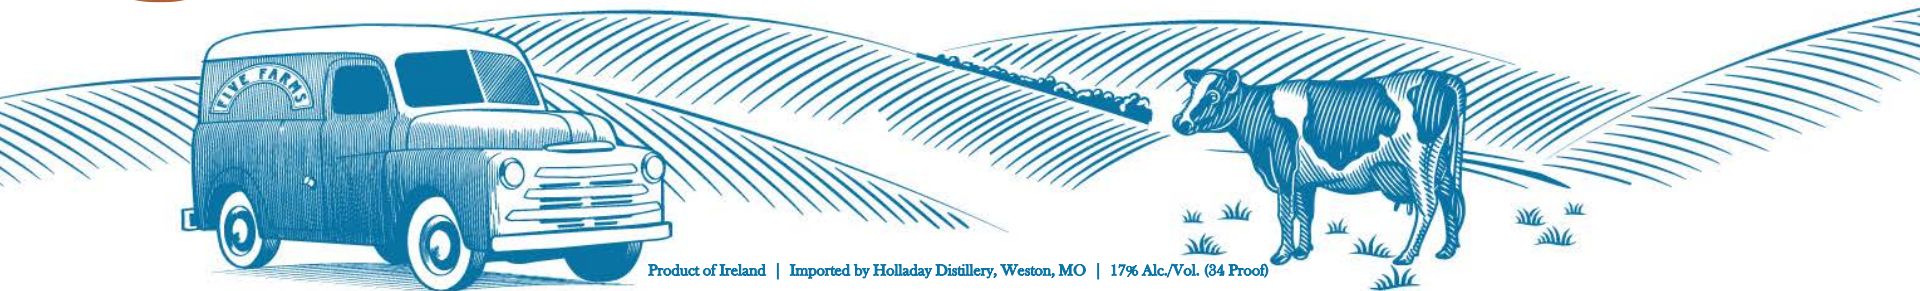 FIVE FARMS
Product of Ireland | Imported by Holladay Distillery, Weston, MO | 17% Alc./Vol. (34 Proof)